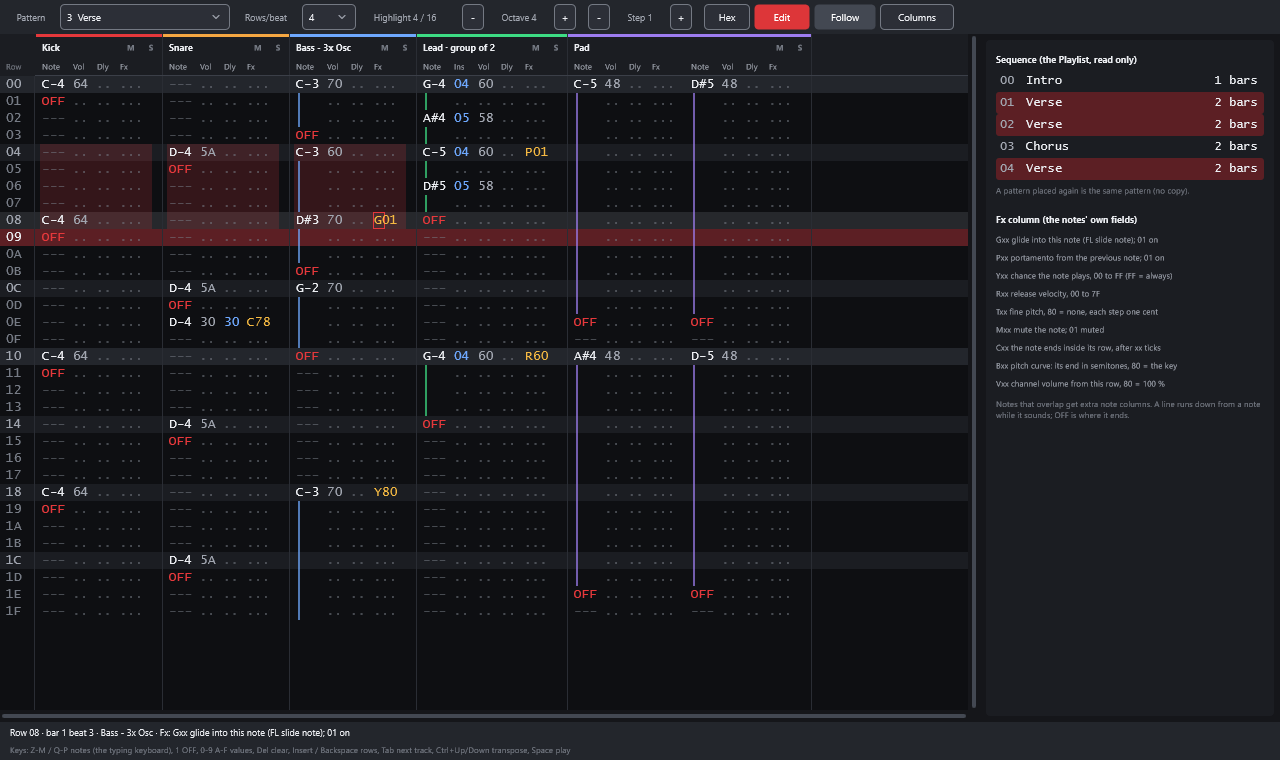 Pattern 3 Verse Rows/beat 4 Highlight 4 / 16 - Octave 4 + - Step 1 + Hex Edit Follow Columns
Kick M S Snare M S Bass - 3x Osc M S Lead - group of 2 M S Pad M S
Row Note Vol Dly Fx Note Vol Dly Fx Note Vol Dly Fx Note Ins Vol Dly Fx Note Vol Dly Fx Note Vol Dly Fx
00 C-4 64 .. ... --- .. .. ... C-3 70 .. ... G-4 04 60 .. ... C-5 48 .. ... D#5 48 .. ...
01 OFF .. .. ... --- .. .. ... .. .. ... .. .. .. ... .. .. ... .. .. ...
02 --- .. .. ... --- .. .. ... .. .. ... A#4 05 58 .. ... .. .. ... .. .. ...
03 --- .. .. ... --- .. .. ... OFF .. .. ... .. .. .. ... .. .. ... .. .. ...
04 --- .. .. ... D-4 5A .. ... C-3 60 .. ... C-5 04 60 .. P01 .. .. ... .. .. ...
05 --- .. .. ... OFF .. .. ... .. .. ... .. .. .. ... .. .. ... .. .. ...
06 --- .. .. ... --- .. .. ... .. .. ... D#5 05 58 .. ... .. .. ... .. .. ...
07 --- .. .. ... --- .. .. ... .. .. ... .. .. .. ... .. .. ... .. .. ...
08 C-4 64 .. ... --- .. .. ... D#3 70 .. G01 OFF .. .. .. ... .. .. ... .. .. ...
09 OFF .. .. ... --- .. .. ... .. .. ... --- .. .. .. ... .. .. ... .. .. ...
0A --- .. .. ... --- .. .. ... .. .. ... --- .. .. .. ... .. .. ... .. .. ...
0B --- .. .. ... --- .. .. ... OFF .. .. ... --- .. .. .. ... .. .. ... .. .. ...
0C --- .. .. ... D-4 5A .. ... G-2 70 .. ... --- .. .. .. ... .. .. ... .. .. ...
0D --- .. .. ... OFF .. .. ... .. .. ... --- .. .. .. ... .. .. ... .. .. ...
0E --- .. .. ... D-4 30 30 C78 .. .. ... --- .. .. .. ... OFF .. .. ... OFF .. .. ...
0F --- .. .. ... --- .. .. ... .. .. ... --- .. .. .. ... --- .. .. ... --- .. .. ...
10 C-4 64 .. ... --- .. .. ... OFF .. .. ... G-4 04 60 .. R60 A#4 48 .. ... D-5 48 .. ...
11 OFF .. .. ... --- .. .. ... --- .. .. ... .. .. .. ... .. .. ... .. .. ...
12 --- .. .. ... --- .. .. ... --- .. .. ... .. .. .. ... .. .. ... .. .. ...
13 --- .. .. ... --- .. .. ... --- .. .. ... .. .. .. ... .. .. ... .. .. ...
14 --- .. .. ... D-4 5A .. ... --- .. .. ... OFF .. .. .. ... .. .. ... .. .. ...
15 --- .. .. ... OFF .. .. ... --- .. .. ... --- .. .. .. ... .. .. ... .. .. ...
16 --- .. .. ... --- .. .. ... --- .. .. ... --- .. .. .. ... .. .. ... .. .. ...
17 --- .. .. ... --- .. .. ... --- .. .. ... --- .. .. .. ... .. .. ... .. .. ...
18 C-4 64 .. ... --- .. .. ... C-3 70 .. Y80 --- .. .. .. ... .. .. ... .. .. ...
19 OFF .. .. ... --- .. .. ... .. .. ... --- .. .. .. ... .. .. ... .. .. ...
1A --- .. .. ... --- .. .. ... .. .. ... --- .. .. .. ... .. .. ... .. .. ...
1B --- .. .. ... --- .. .. ... .. .. ... --- .. .. .. ... .. .. ... .. .. ...
1C --- .. .. ... D-4 5A .. ... .. .. ... --- .. .. .. ... .. .. ... .. .. ...
1D --- .. .. ... OFF .. .. ... .. .. ... --- .. .. .. ... .. .. ... .. .. ...
1E --- .. .. ... --- .. .. ... .. .. ... --- .. .. .. ... OFF .. .. ... OFF .. .. ...
1F --- .. .. ... --- .. .. ... .. .. ... --- .. .. .. ... --- .. .. ... --- .. .. ...
Sequence (the Playlist, read only)
00 Intro 1 bars
01 Verse 2 bars
02 Verse 2 bars
03 Chorus 2 bars
04 Verse 2 bars
A pattern placed again is the same pattern (no copy).
Fx column (the notes' own fields)
Gxx glide into this note (FL slide note); 01 on
Pxx portamento from the previous note; 01 on
Yxx chance the note plays, 00 to FF (FF = always)
Rxx release velocity, 00 to 7F
Txx fine pitch, 80 = none, each step one cent
Mxx mute the note; 01 muted
Cxx the note ends inside its row, after xx ticks
Bxx pitch curve: its end in semitones, 80 = the key
Vxx channel volume from this row, 80 = 100 %
Notes that overlap get extra note columns. A line runs down from a note
while it sounds; OFF is where it ends.
Row 08 · bar 1 beat 3 · Bass - 3x Osc · Fx: Gxx glide into this note (FL slide note); 01 on
Keys: Z-M / Q-P notes (the typing keyboard), 1 OFF, 0-9 A-F values, Del clear, Insert / Backspace rows, Tab next track, Ctrl+Up/Down transpose, Space play